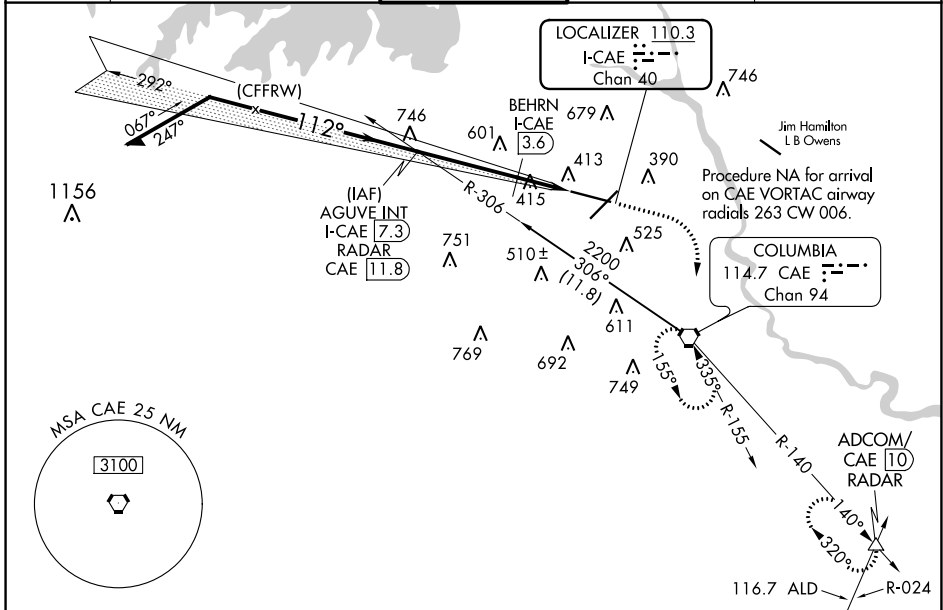 LOCALIZER 110.3
I-CAE
Chan 40
746
292°
(CFFRW)
067°
247°
112°
746
601
BEHRN
I-CAE
3.6
679
413
390
415
Jim Hamilton
L B Owens
Procedure NA for arrival
on CAE VORTAC airway
radials 263 CW 006.
1156
(IAF)
AGUVE INT
I-CAE 7.3
RADAR
CAE 11.8
R-306
751
510 ±
2200
306°
(11.8)
525
COLUMBIA
114.7 CAE
Chan 94
611
769
692
749
155°
335°
R-155
R-140
MSA CAE 25 NM
3100
ADCOM/
CAE 10
RADAR
140°
320°
116.7 ALD
R-024